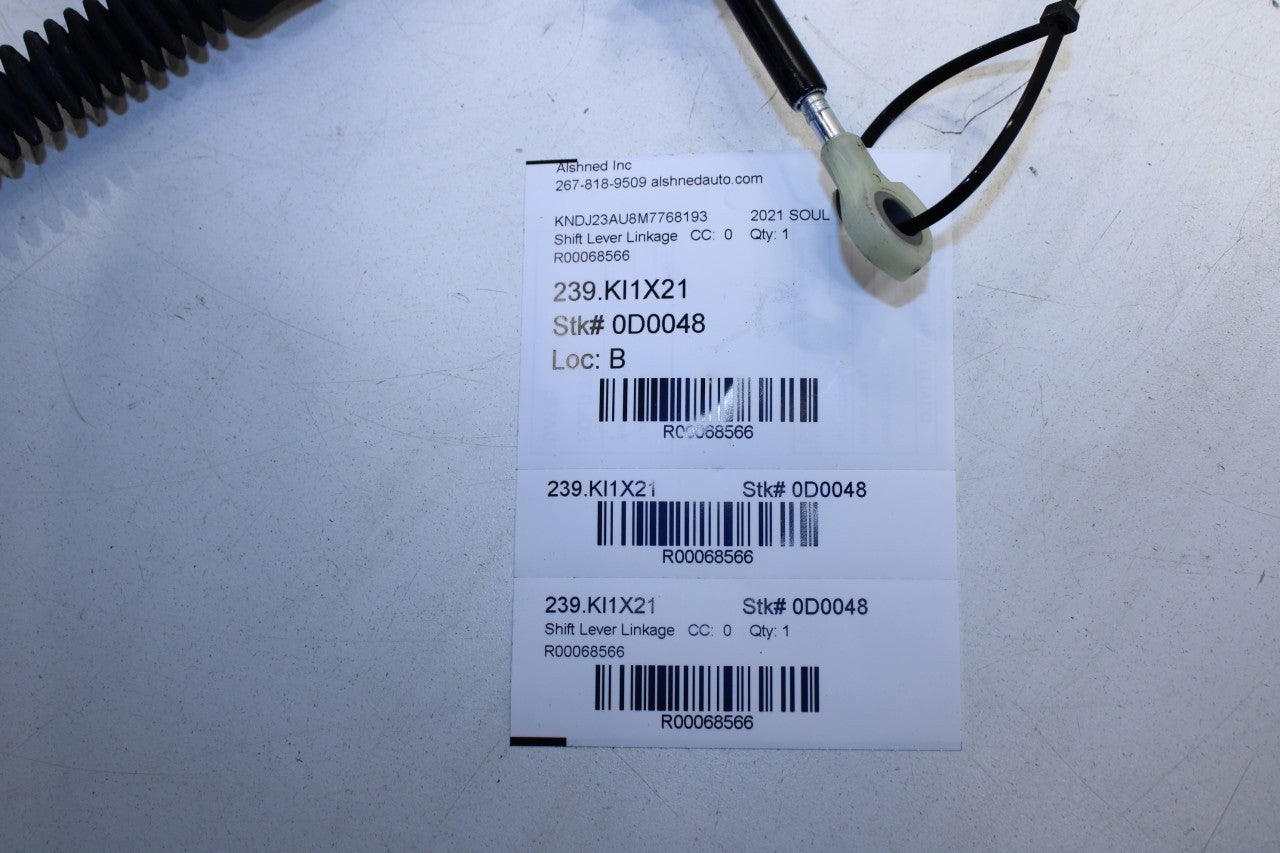 Alshned Inc
267-818-9509 alshnedauto.com
KNDJ23AU8M7768193 2021 SOUL
Shift Lever Linkage CC: 0 Qty: 1
R00068566
239.KI1X21
Stk# 0D0048
Loc: B
R00068566
239.KI1X21 Stk# 0D0048
R00068566
239.KI1X21 Stk# 0D0048
Shift Lever Linkage CC: 0 Qty: 1
R00068566
R00068566